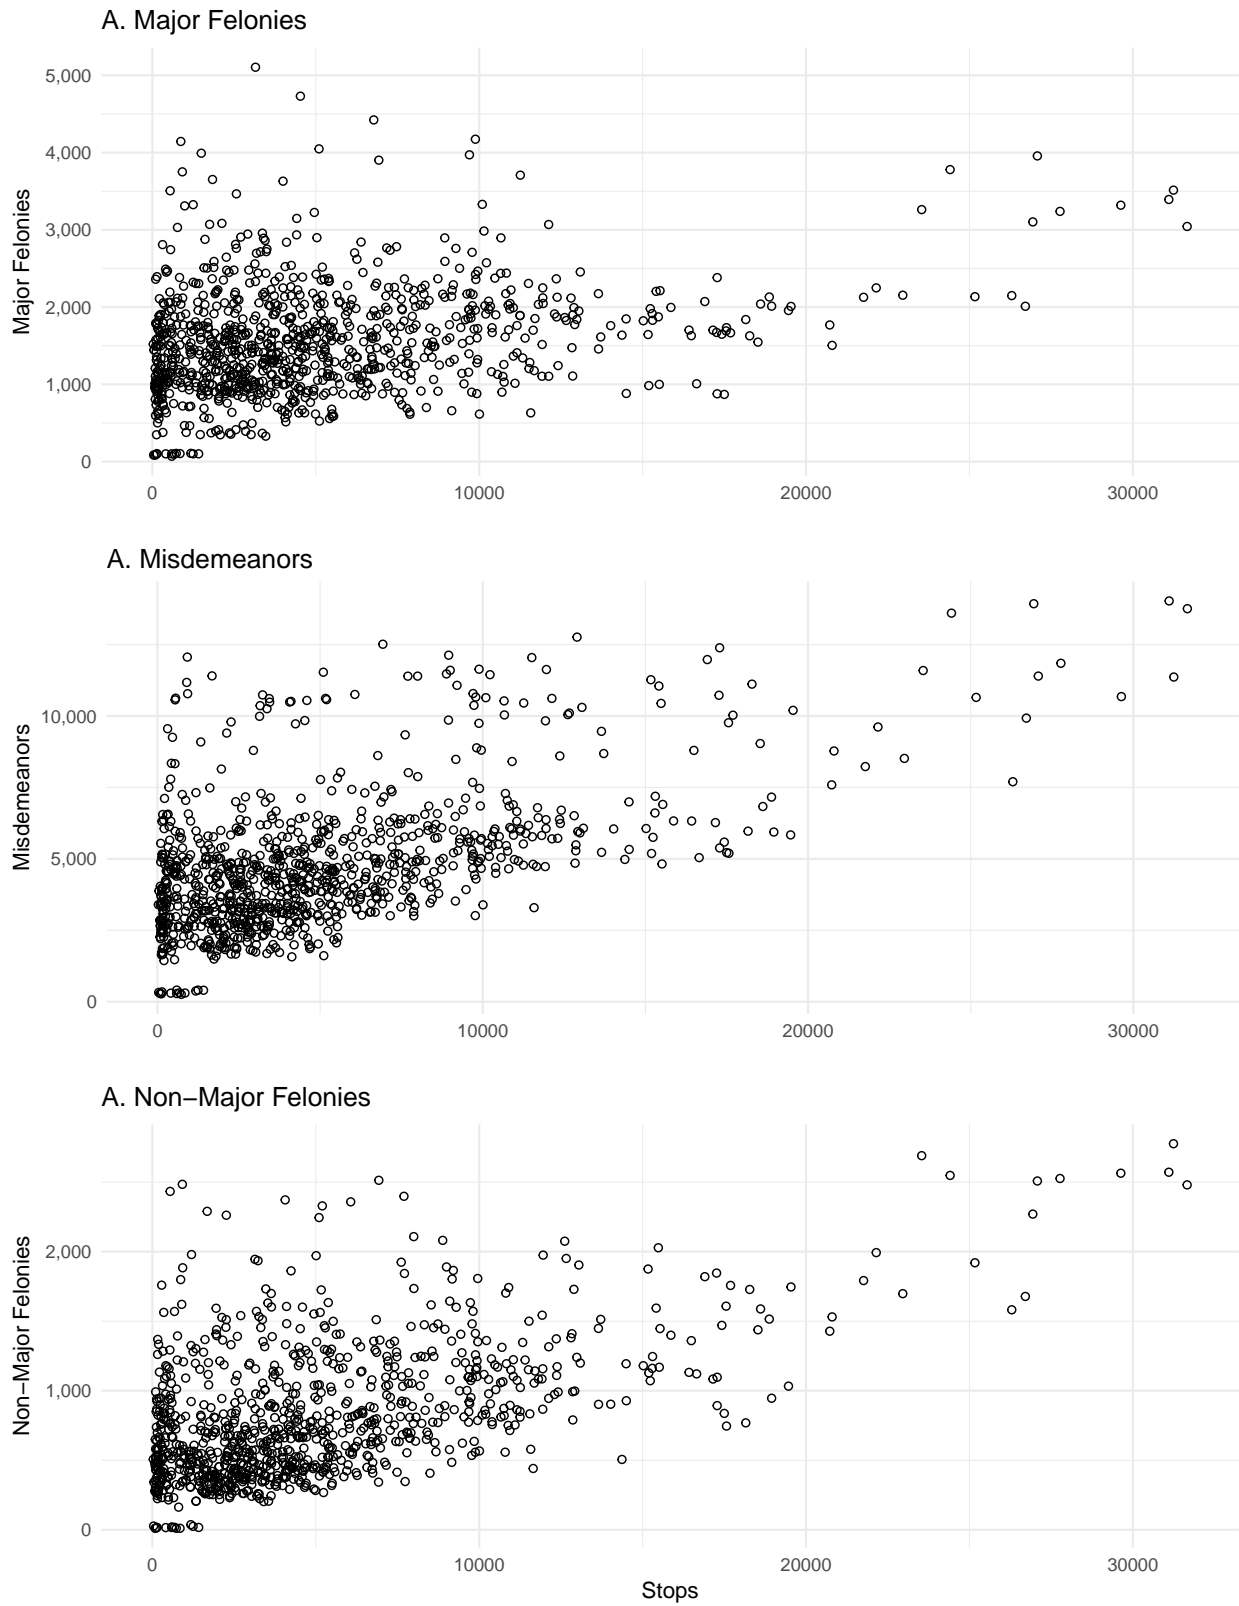 A. Major Felonies
Major Felonies
5,000
4,000
3,000
2,000
1,000
0
0 10000 20000 30000
A. Misdemeanors
Misdemeanors
10,000
5,000
0
0 10000 20000 30000
A. Non−Major Felonies
Non−Major Felonies
2,000
1,000
0
0 10000 20000 30000
Stops